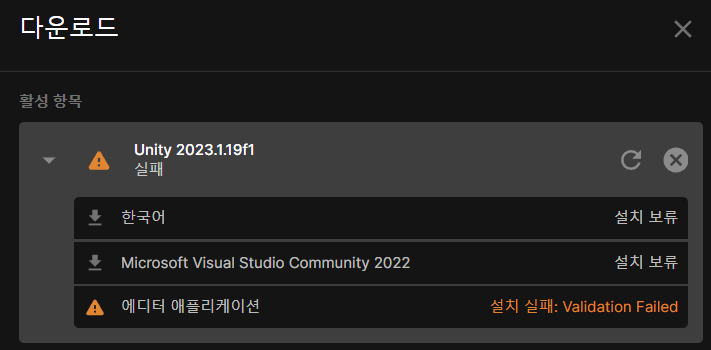 다운로드
활성 항목
Unity 2023.1.19f1
실패
한국어 설치 보류
Microsoft Visual Studio Community 2022 설치 보류
에디터 애플리케이션 설치 실패: Validation Failed